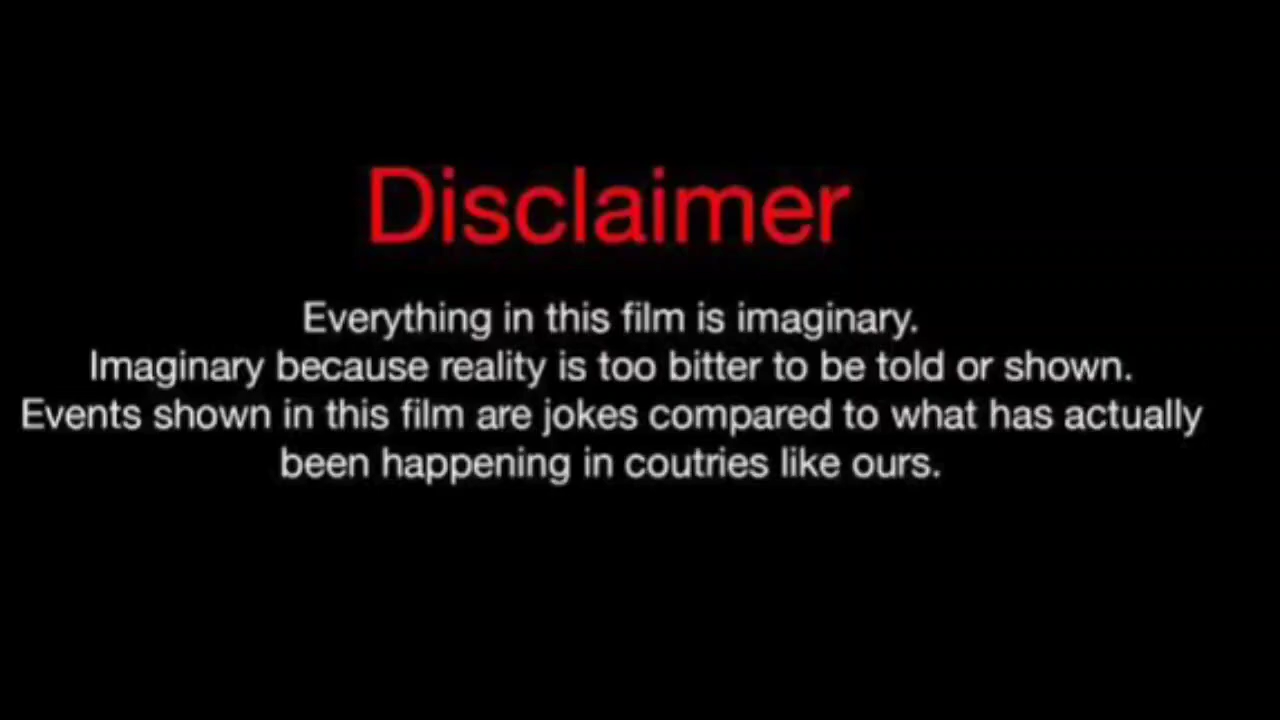 Disclaimer
Everything in this film is imaginary.
Imaginary because reality is too bitter to be told or shown.
Events shown in this film are jokes compared to what has actually
been happening in coutries like ours.